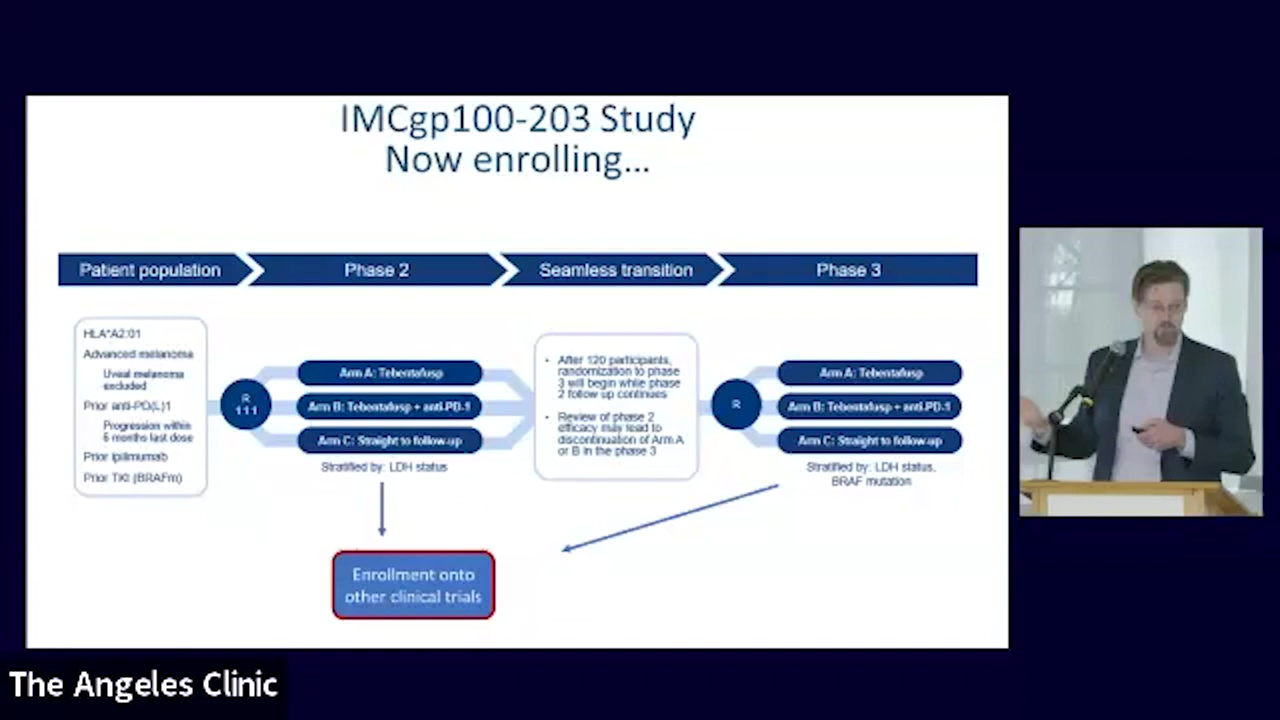 IMCgp100-203 Study
Now enrolling...
Patient population
Phase 2
Seamless transition
Phase 3
HLA*A2:01
Advanced melanoma
Uveal melanoma
excluded
Prior anti-PD(L)1
Progression within
6 months last dose
Prior ipilimumab
Prior TKI (BRAFm)
R
1 1 1
Arm A: Tebentafusp
Arm B: Tebentafusp + anti-PD-1
Arm C: Straight to follow-up
Stratified by: LDH status
• After 120 participants,
randomization to phase
3 will begin while phase
2 follow up continues
• Review of phase 2
efficacy may lead to
discontinuation of Arm A
or B in the phase 3
R
Arm A: Tebentafusp
Arm B: Tebentafusp + anti-PD-1
Arm C: Straight to follow-up
Stratified by: LDH status,
BRAF mutation
Enrollment onto
other clinical trials
The Angeles Clinic